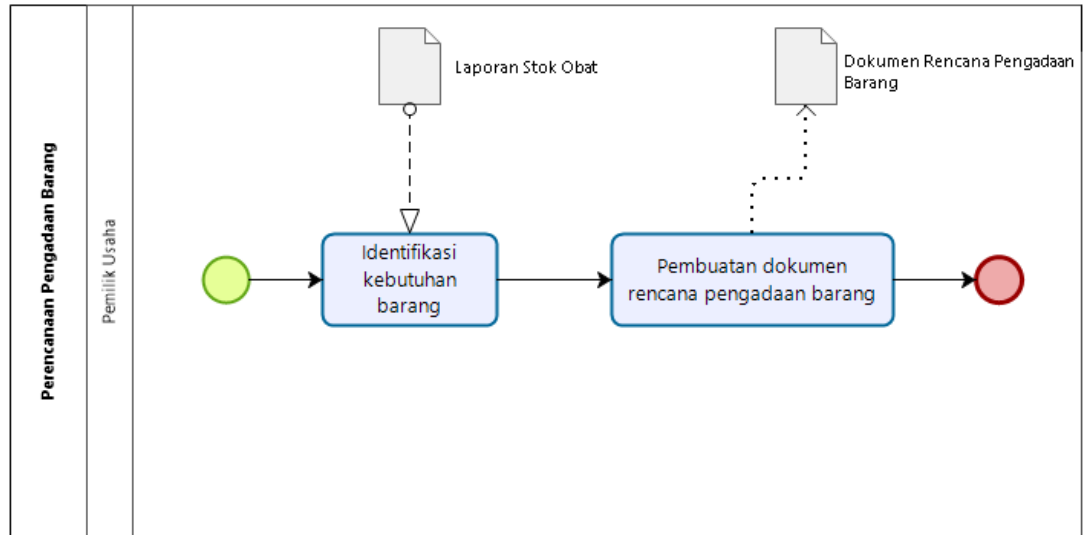 Perencanaan Pengadaan Barang
Pemilik Usaha
Laporan Stok Obat
Dokumen Rencana Pengadaan
Barang
Identifikasi
kebutuhan
barang
Pembuatan dokumen
rencana pengadaan barang